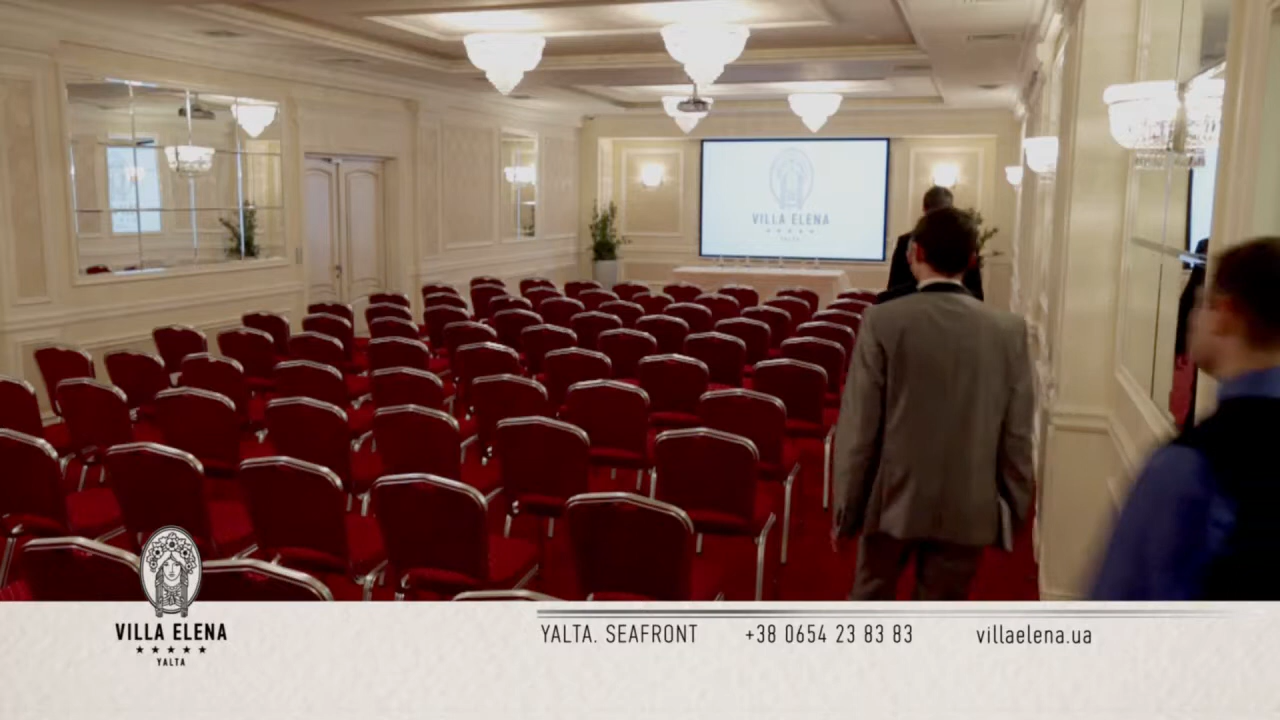 VILLA ELENA
YALTA
VILLA ELENA
★★★★★
YALTA
YALTA. SEAFRONT
+38 0654 23 83 83
villaelena.ua